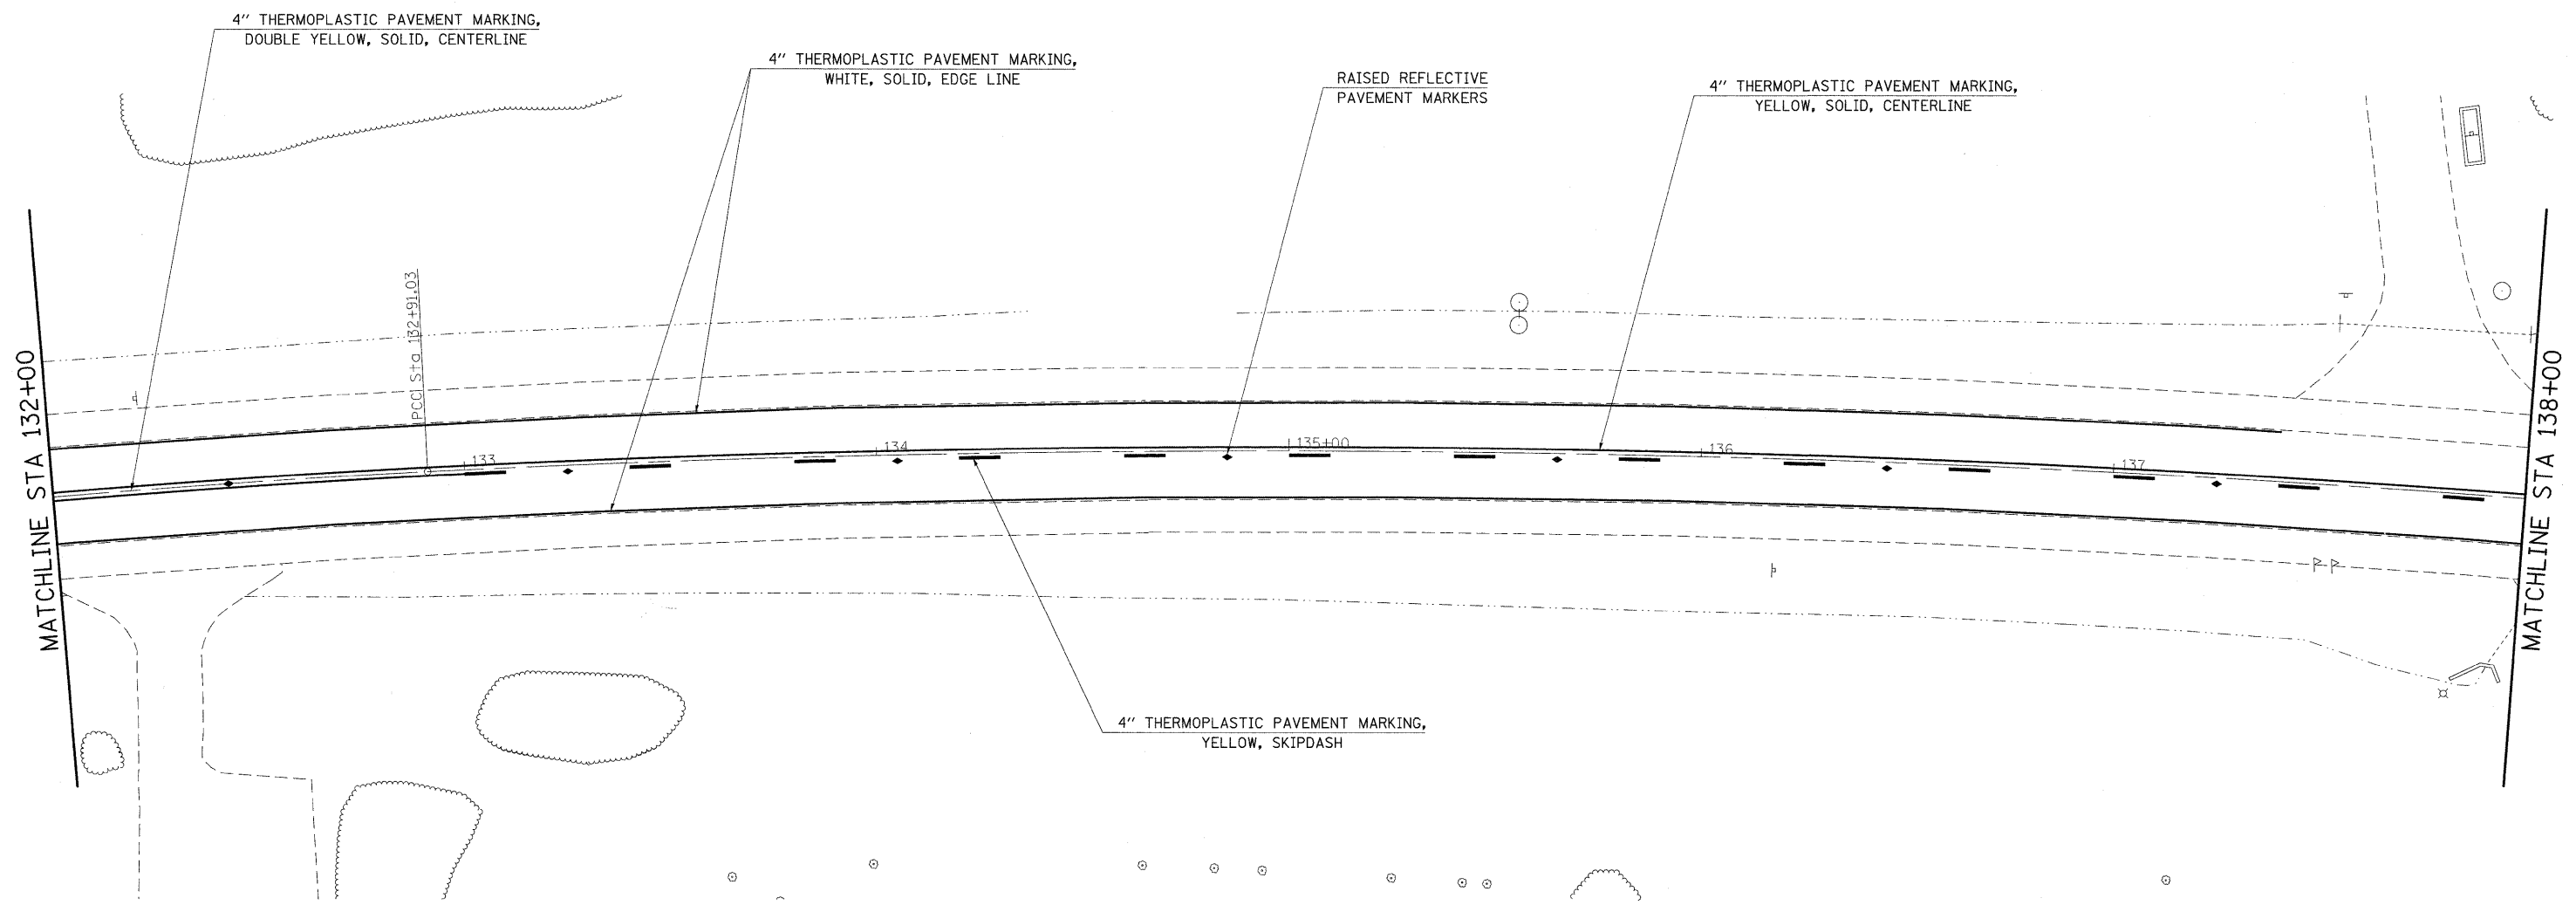 4" THERMOPLASTIC PAVEMENT MARKING,
DOUBLE YELLOW, SOLID, CENTERLINE
4" THERMOPLASTIC PAVEMENT MARKING,
WHITE, SOLID, EDGE LINE
RAISED REFLECTIVE
PAVEMENT MARKERS
4" THERMOPLASTIC PAVEMENT MARKING,
YELLOW, SOLID, CENTERLINE
MATCHLINE STA 132+00
PCC Sta 132+91.03
133
134
135+00
136
137
MATCHLINE STA 138+00
4" THERMOPLASTIC PAVEMENT MARKING,
YELLOW, SKIPDASH